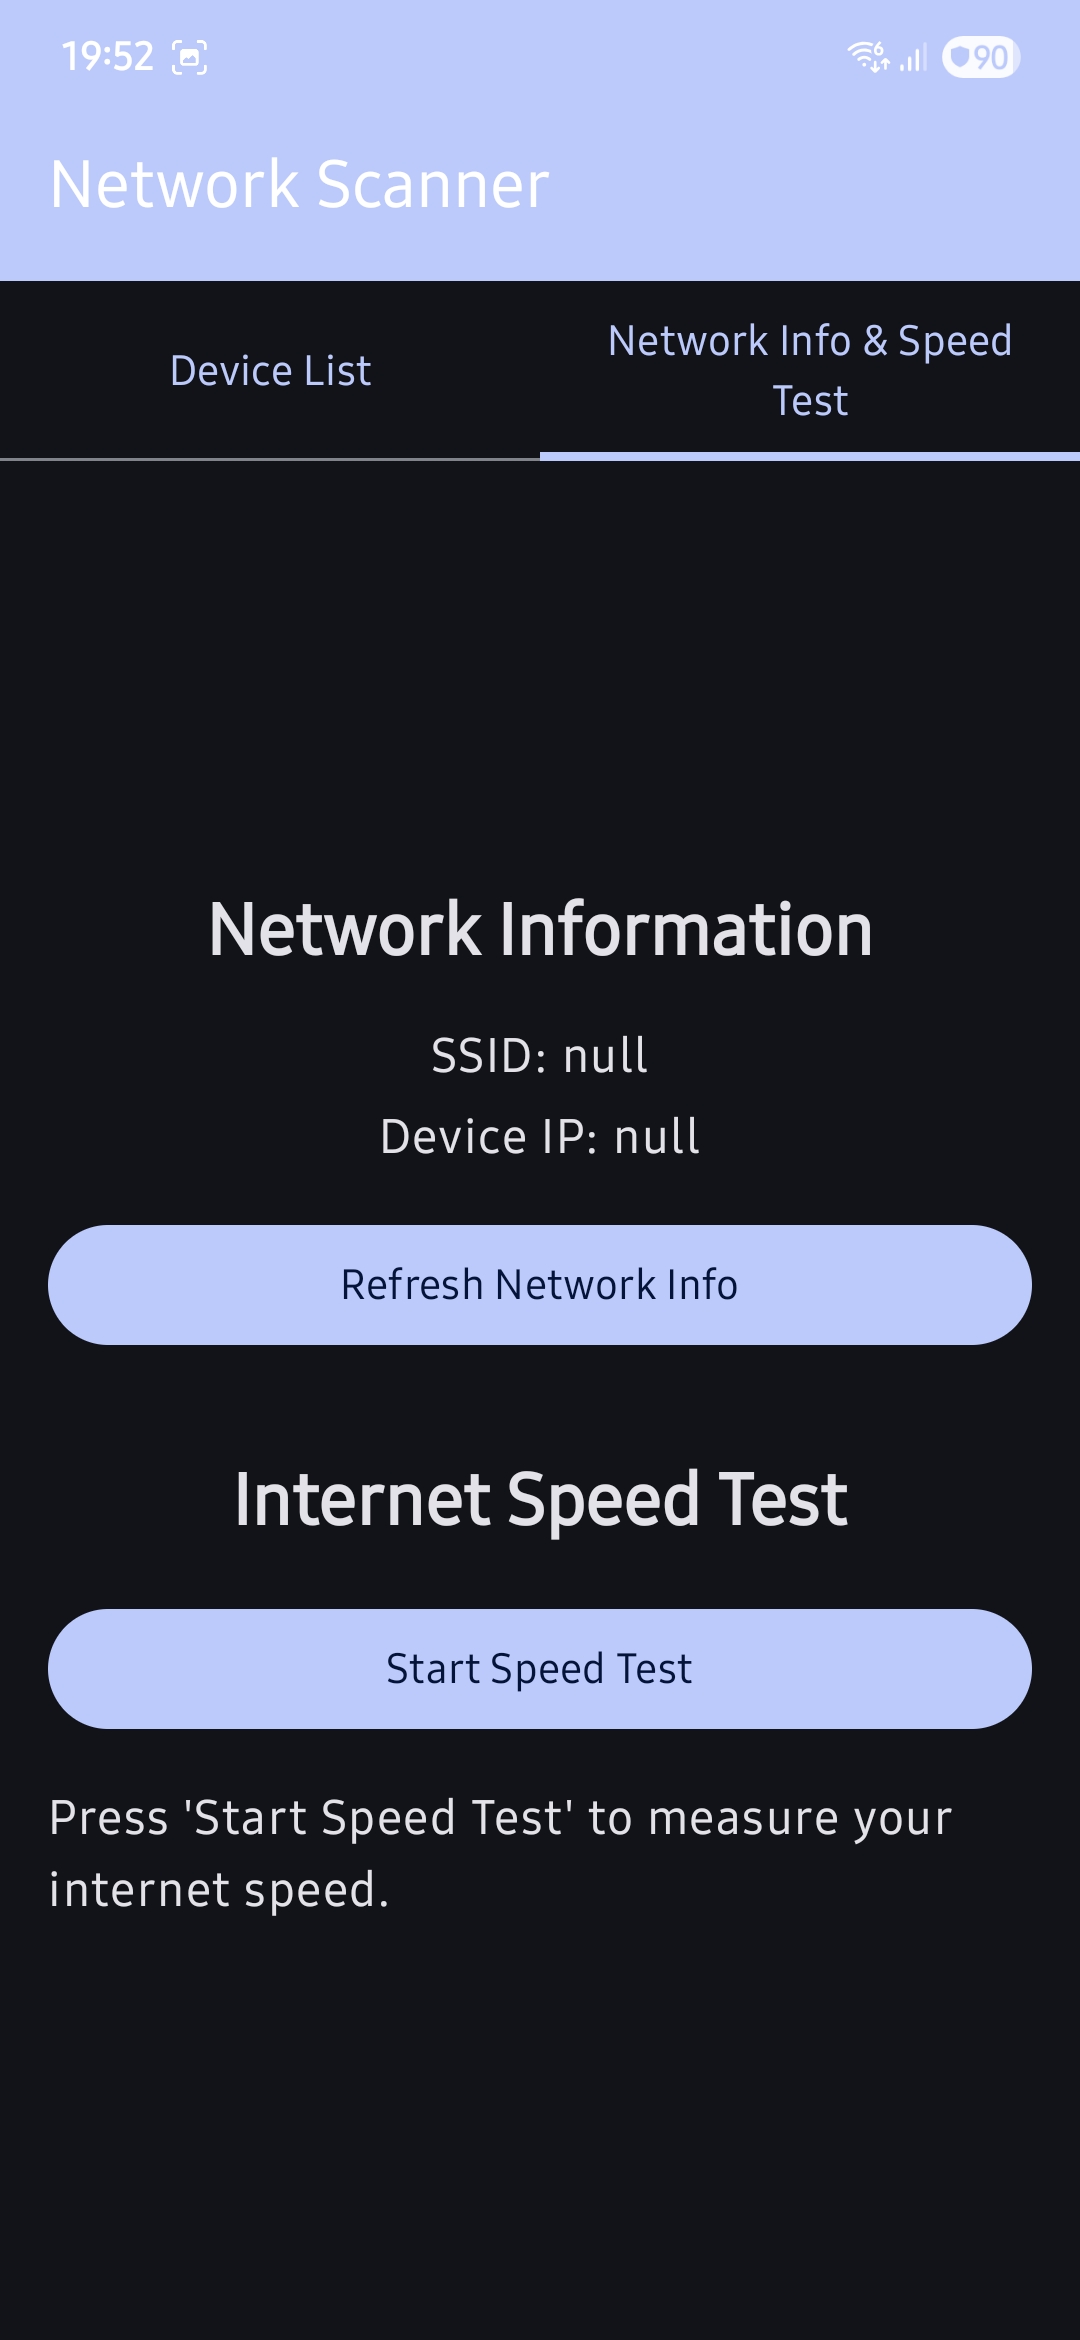 19:52
6
90
Network Scanner
Device List
Network Info & Speed
Test
Network Information
SSID: null
Device IP: null
Refresh Network Info
Internet Speed Test
Start Speed Test
Press 'Start Speed Test' to measure your
internet speed.